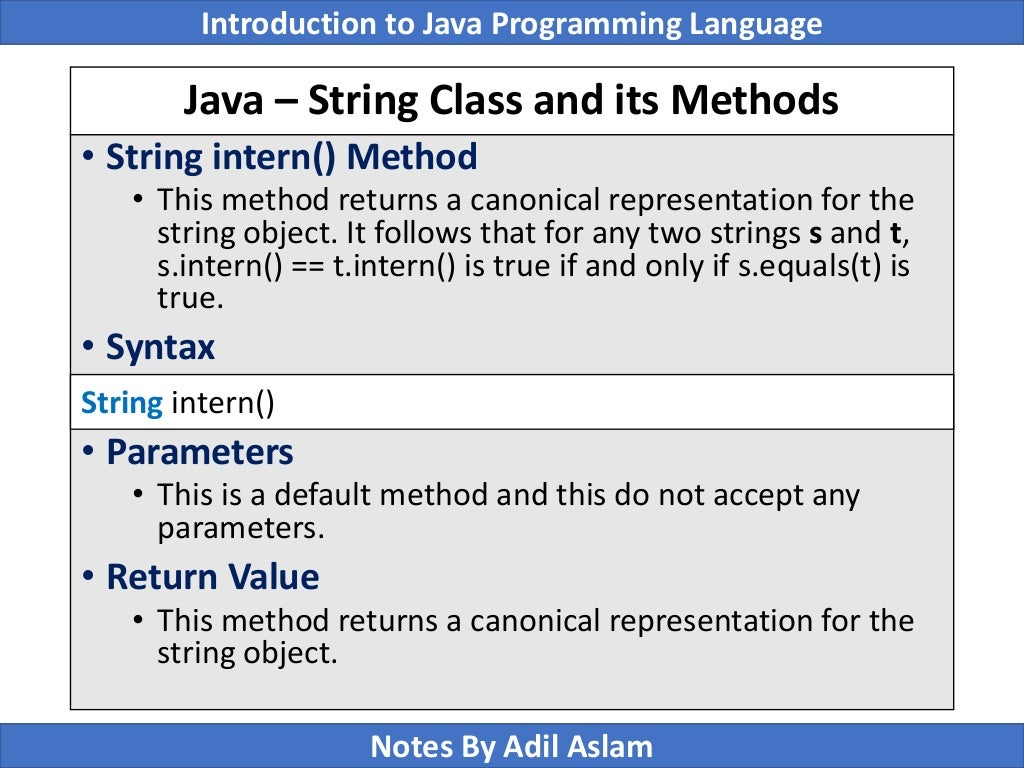 Introduction to Java Programming Language
Java – String Class and its Methods
• String intern() Method
• This method returns a canonical representation for the
string object. It follows that for any two strings s and t,
s.intern() == t.intern() is true if and only if s.equals(t) is
true.
• Syntax
String intern()
• Parameters
• This is a default method and this do not accept any
parameters.
• Return Value
• This method returns a canonical representation for the
string object.
Notes By Adil Aslam